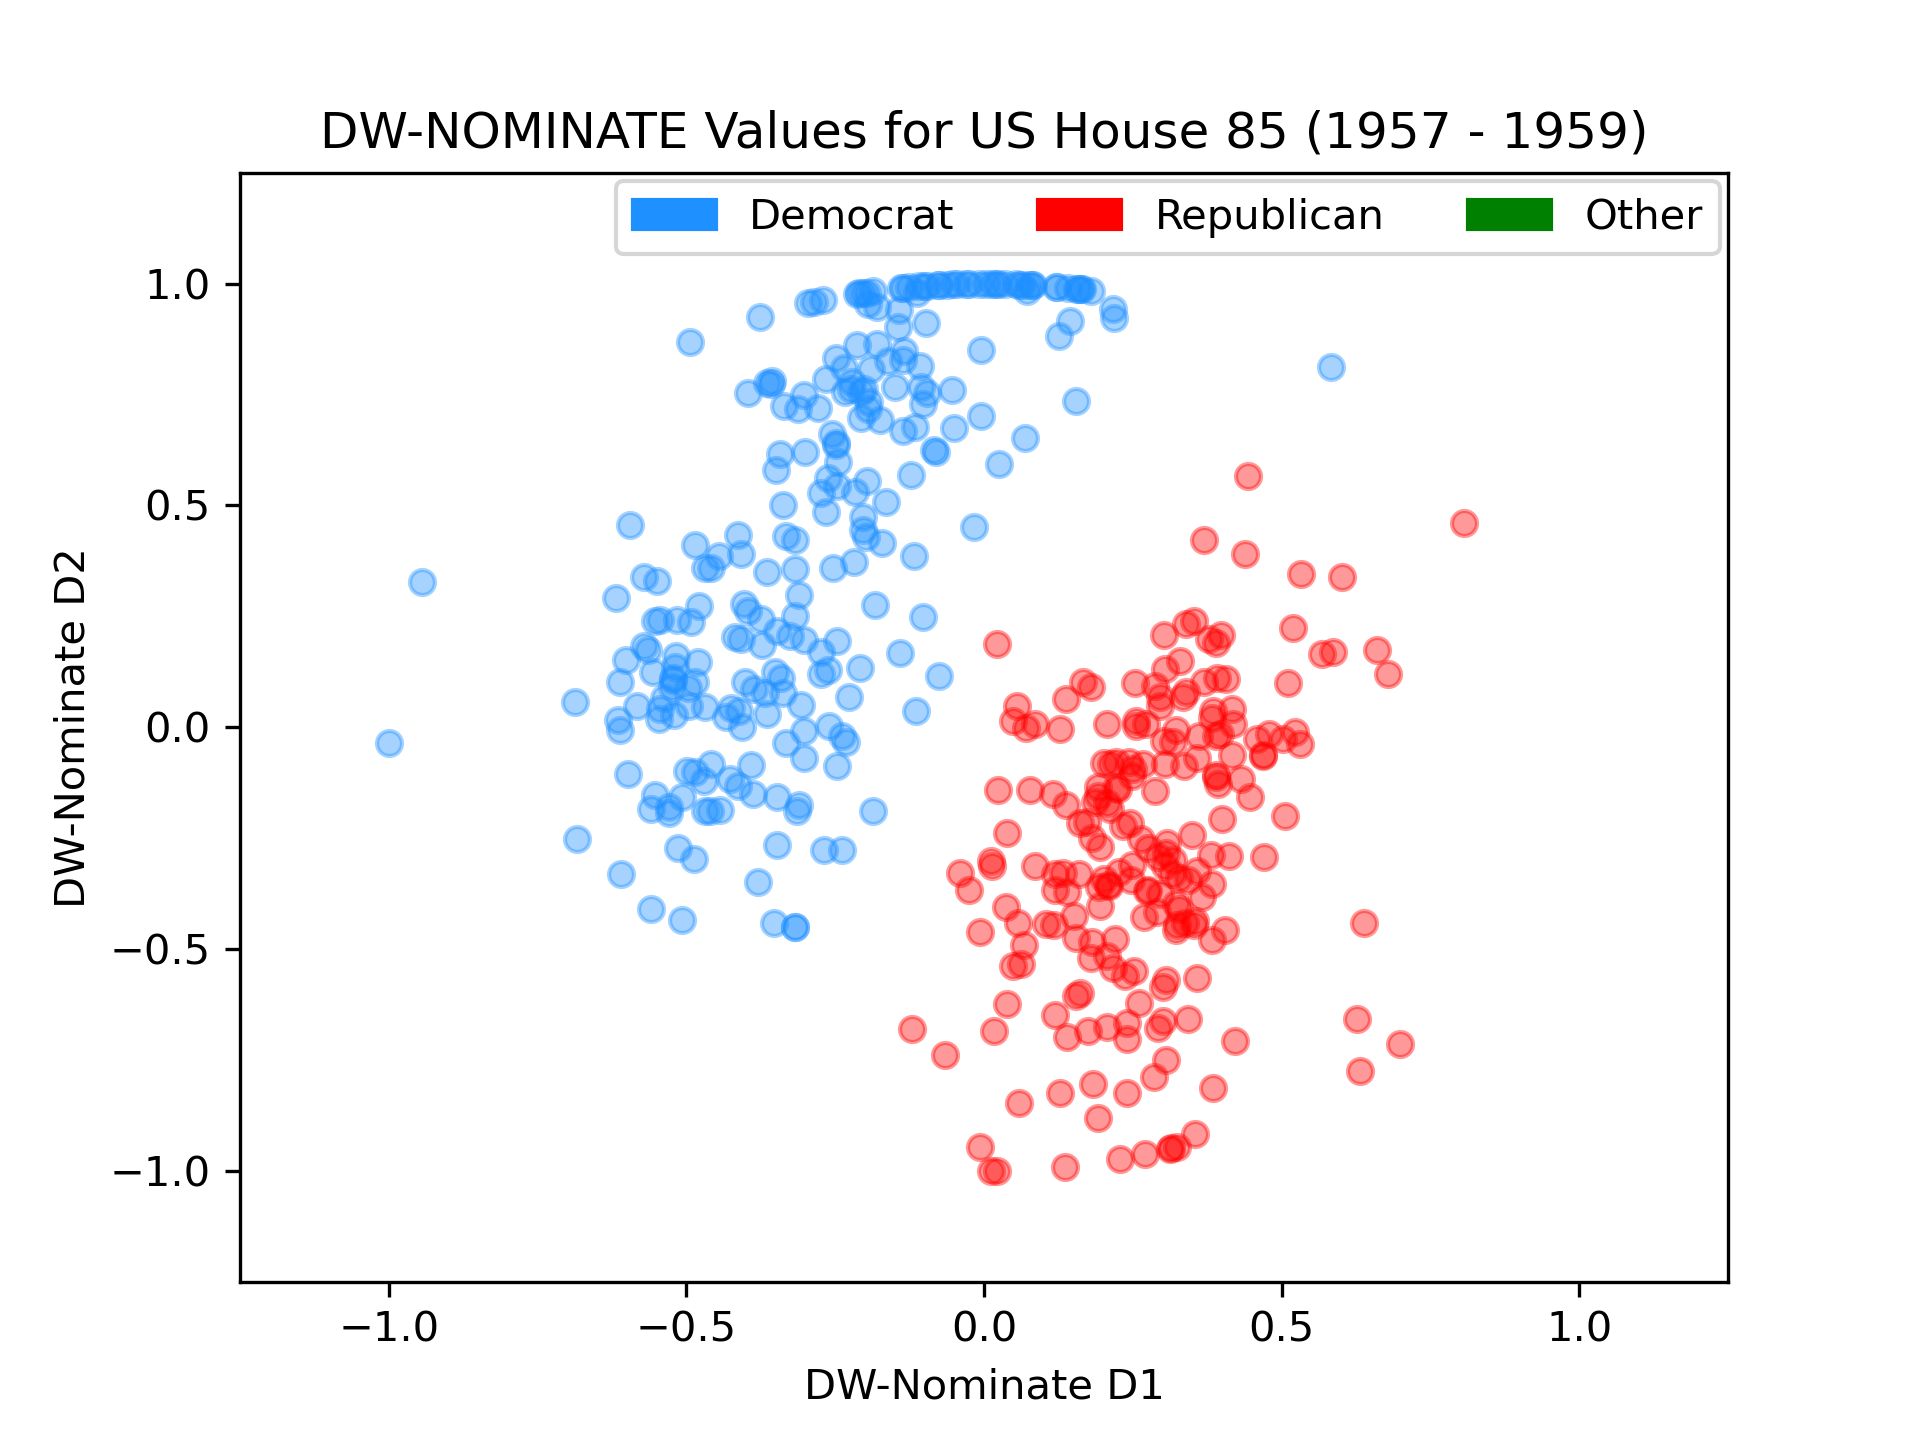 DW-NOMINATE Values for US House 85 (1957 - 1959)
Democrat Republican Other
1.0
0.5
0.0
−0.5
−1.0
DW-Nominate D2
−1.0 −0.5 0.0 0.5 1.0
DW-Nominate D1